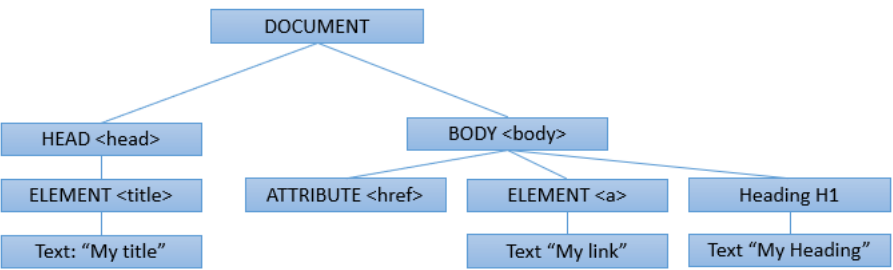 DOCUMENT
HEAD <head>
BODY <body>
ELEMENT <title>
ATTRIBUTE <href>
ELEMENT <a>
Heading H1
Text: “My title”
Text “My link”
Text “My Heading”